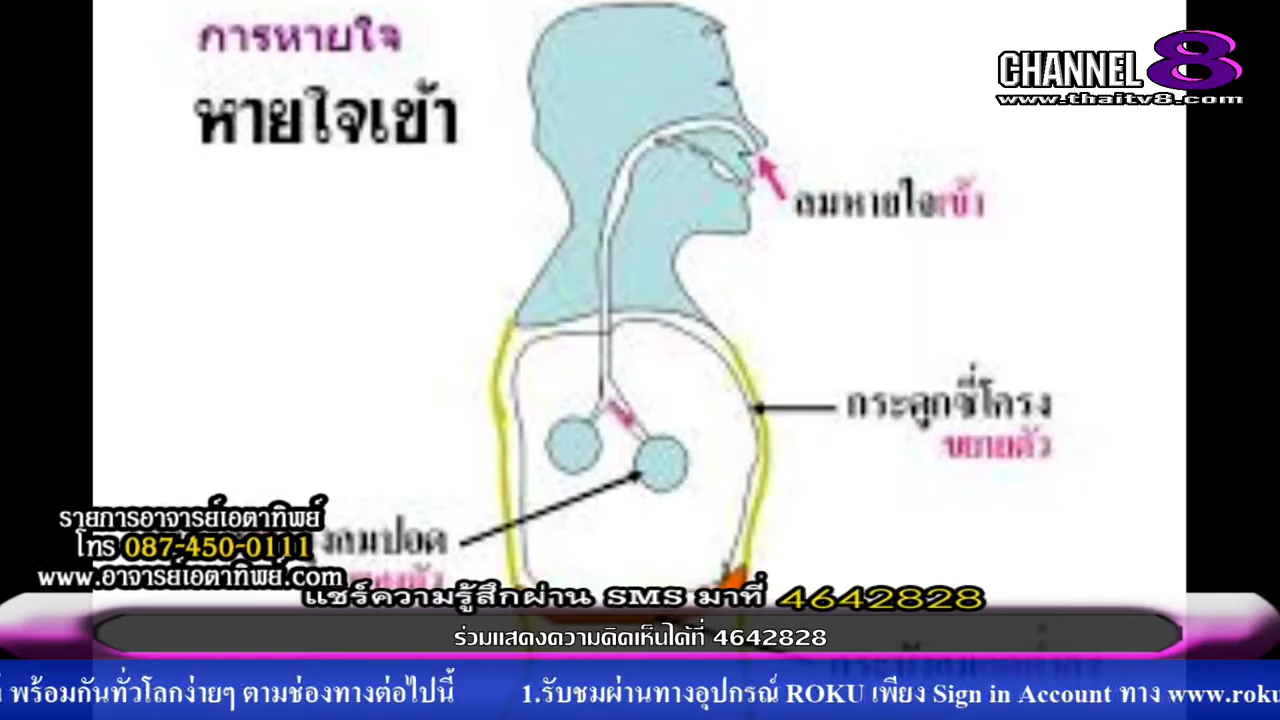 การหายใจ
หายใจเข้า
CHANNEL 8
www.thaitv8.com
ลมหายใจเข้า
กระดูกซี่โครง
ขยายตัว
งลมปอด
รายการอาจารย์เอตาทิพย์
โทร 087-450-0111
www.อาจารย์เอตาทิพย์.com
แชร์ความรู้สึกผ่าน SMS มาที่ 4642828
ร่วมแสดงความคิดเห็นได้ที่ 4642828
พร้อมกันทั่วโลกง่ายๆ ตามช่องทางต่อไปนี้ 1.รับชมผ่านทางอุปกรณ์ ROKU เพียง Sign in Account ทาง www.roku